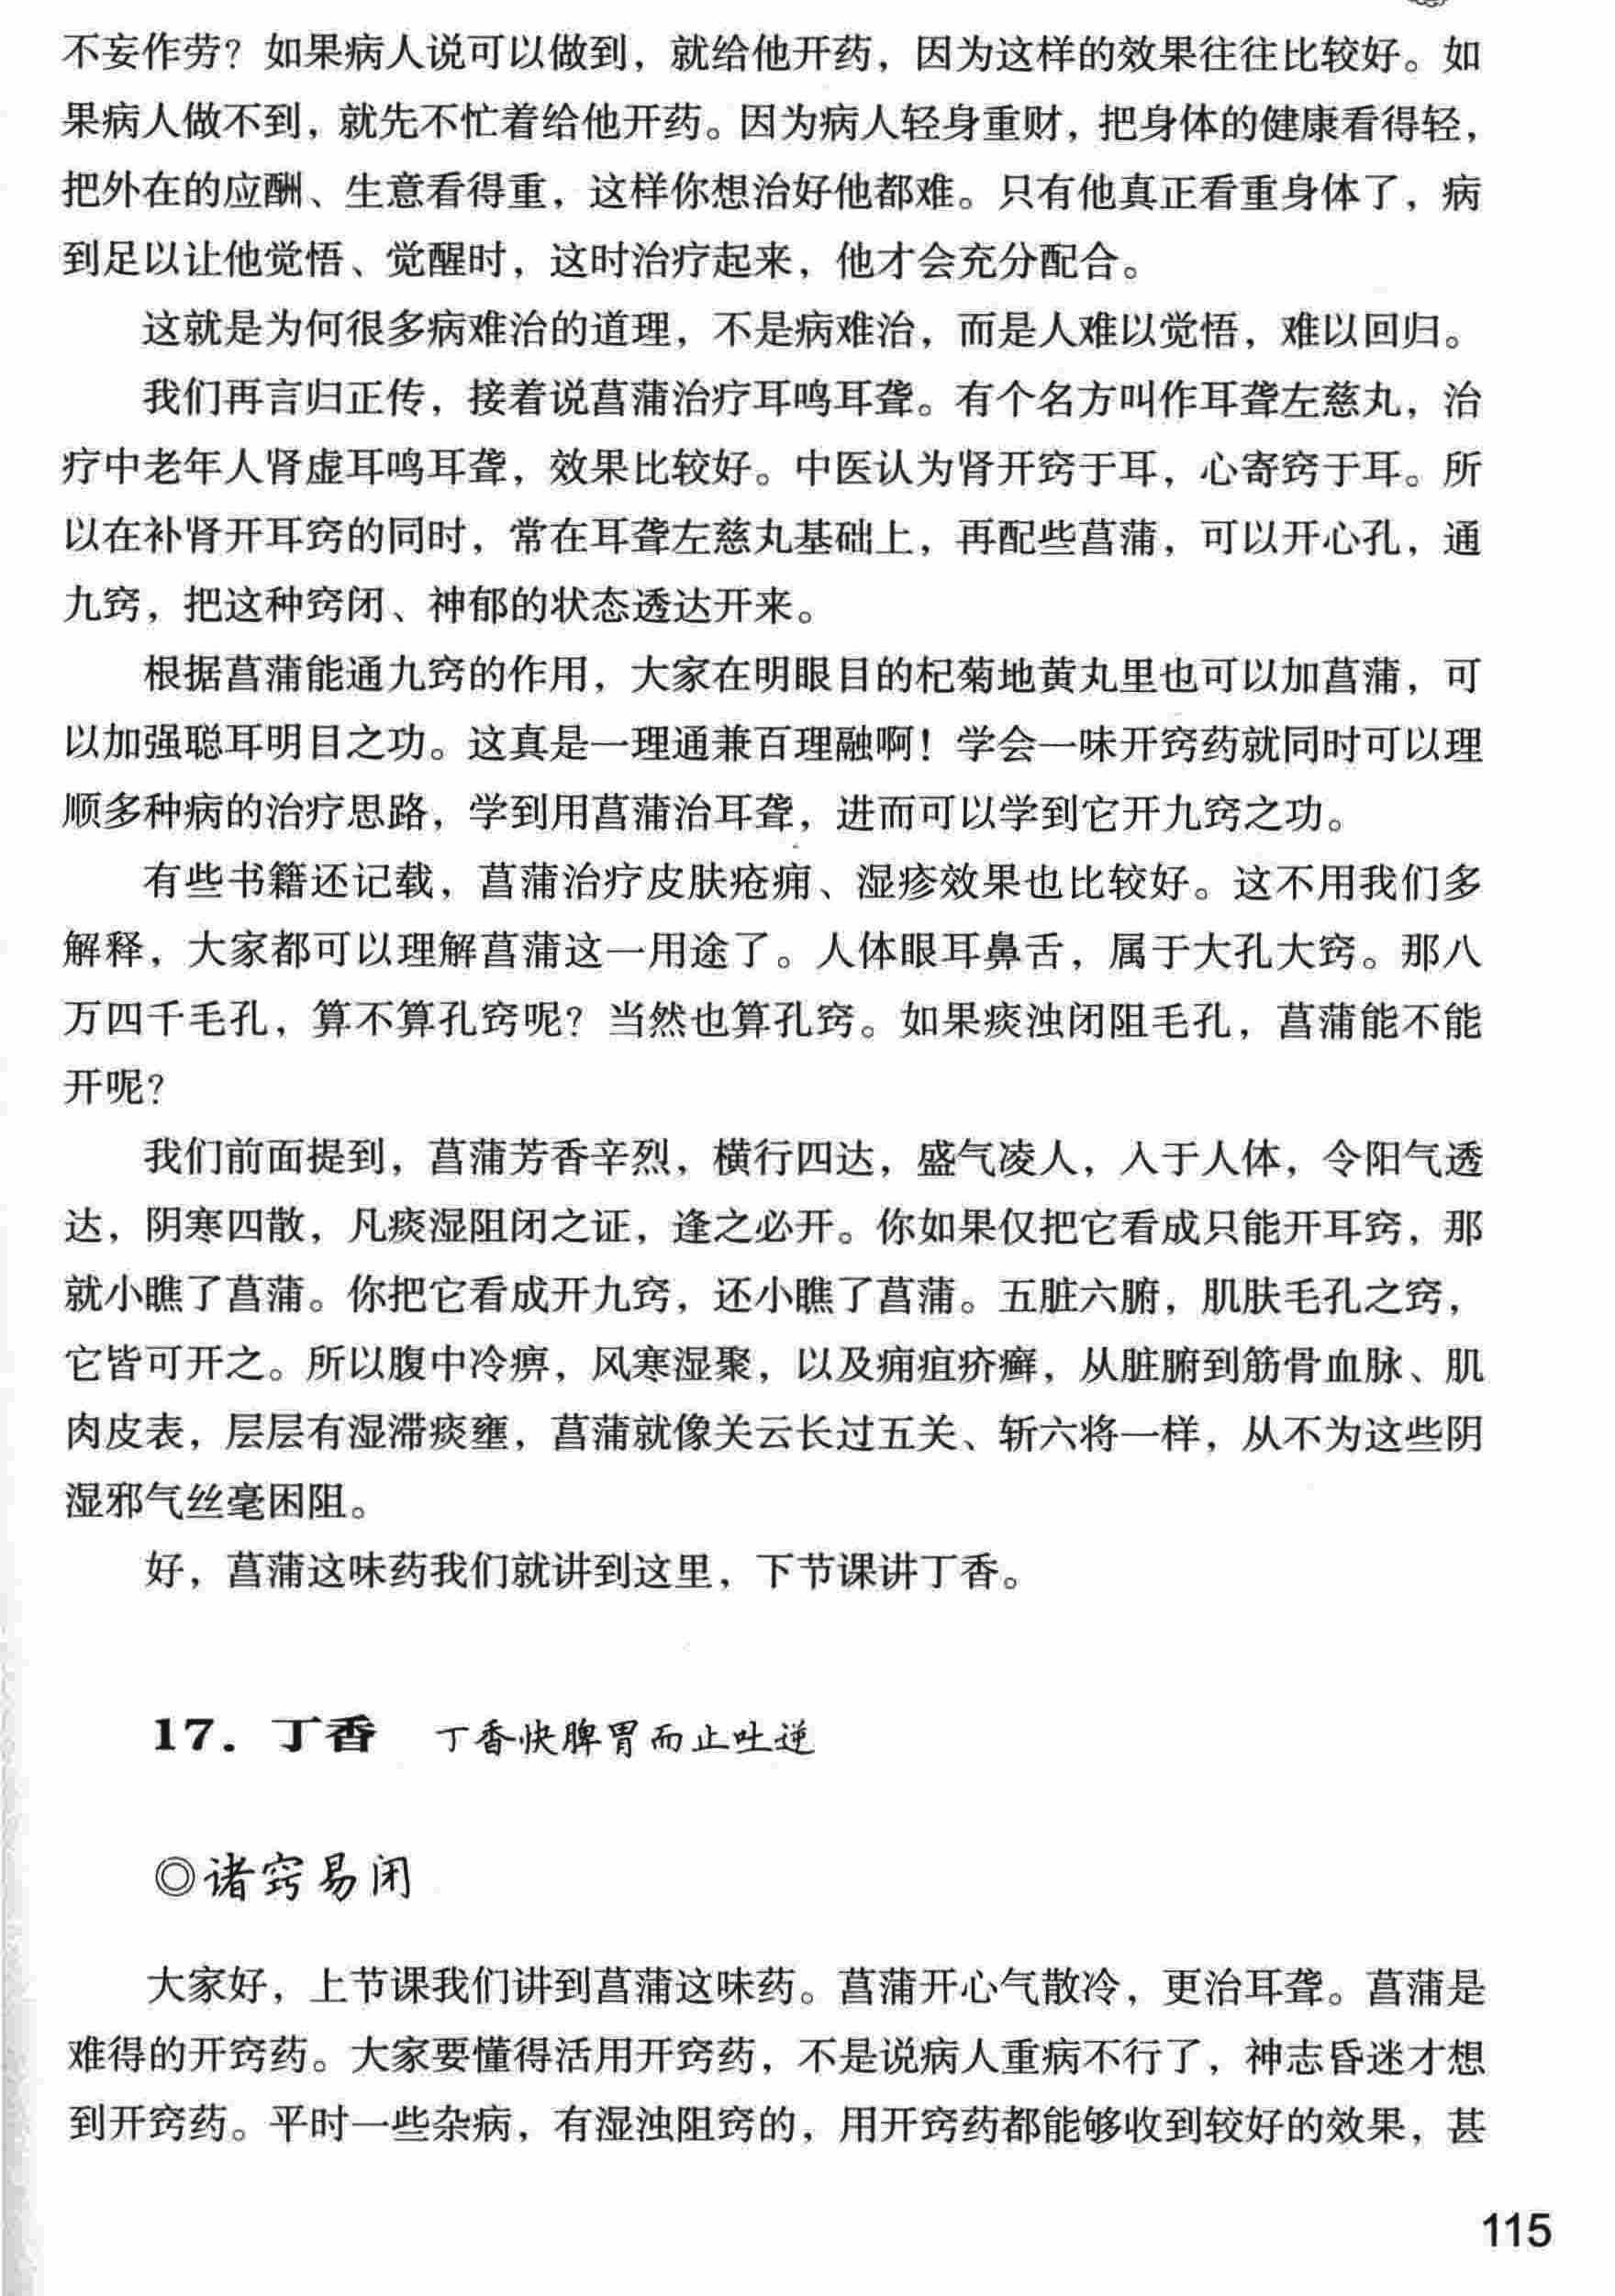 不妄作劳？如果病人说可以做到，就给他开药，因为这样的效果往往比较好。如
果病人做不到，就先不忙着给他开药。因为病人轻身重财，把身体的健康看得轻，
把外在的应酬、生意看得重，这样你想治好他都难。只有他真正看重身体了，病
到足以让他觉悟、觉醒时，这时治疗起来，他才会充分配合。
这就是为何很多病难治的道理，不是病难治，而是人难以觉悟，难以回归。
我们再言归正传，接着说菖蒲治疗耳鸣耳聋。有个名方叫作耳聋左慈丸，治
疗中老年人肾虚耳鸣耳聋，效果比较好。中医认为肾开窍于耳，心寄窍于耳。所
以在补肾开耳窍的同时，常在耳聋左慈丸基础上，再配些菖蒲，可以开心孔，通
九窍，把这种窍闭、神郁的状态透达开来。
根据菖蒲能通九窍的作用，大家在明眼目的杞菊地黄丸里也可以加菖蒲，可
以加强聪耳明目之功。这真是一理通兼百理融啊！学会一味开窍药就同时可以理
顺多种病的治疗思路，学到用菖蒲治耳聋，进而可以学到它开九窍之功。
有些书籍还记载，菖蒲治疗皮肤疮痈、湿疹效果也比较好。这不用我们多
解释，大家都可以理解菖蒲这一用途了。人体眼耳鼻舌，属于大孔大窍。那八
万四千毛孔，算不算孔窍呢？当然也算孔窍。如果痰浊闭阻毛孔，菖蒲能不能
开呢？
我们前面提到，菖蒲芳香辛烈，横行四达，盛气凌人，入于人体，令阳气透
达，阴寒四散，凡痰湿阻闭之证，逢之必开。你如果仅把它看成只能开耳窍，那
就小瞧了菖蒲。你把它看成开九窍，还小瞧了菖蒲。五脏六腑，肌肤毛孔之窍，
它皆可开之。所以腹中冷痹，风寒湿聚，以及痈疽疥癣，从脏腑到筋骨血脉、肌
肉皮表，层层有湿滞痰壅，菖蒲就像关云长过五关、斩六将一样，从不为这些阴
湿邪气丝毫困阻。
好，菖蒲这味药我们就讲到这里，下节课讲丁香。
17．丁香 丁香快脾胃而止吐逆
◎诸窍易闭
大家好，上节课我们讲到菖蒲这味药。菖蒲开心气散冷，更治耳聋。菖蒲是
难得的开窍药。大家要懂得活用开窍药，不是说病人重病不行了，神志昏迷才想
到开窍药。平时一些杂病，有湿浊阻窍的，用开窍药都能够收到较好的效果，甚
115